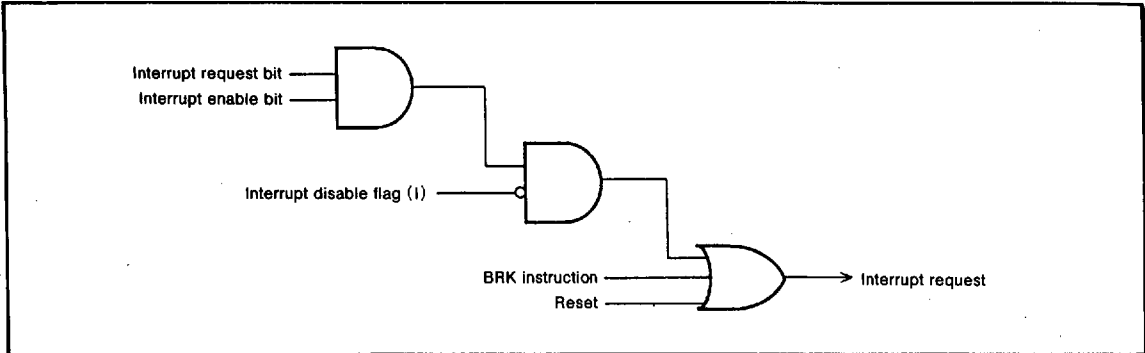 Interrupt request bit
Interrupt enable bit
Interrupt disable flag (I)
BRK instruction
Reset
Interrupt request